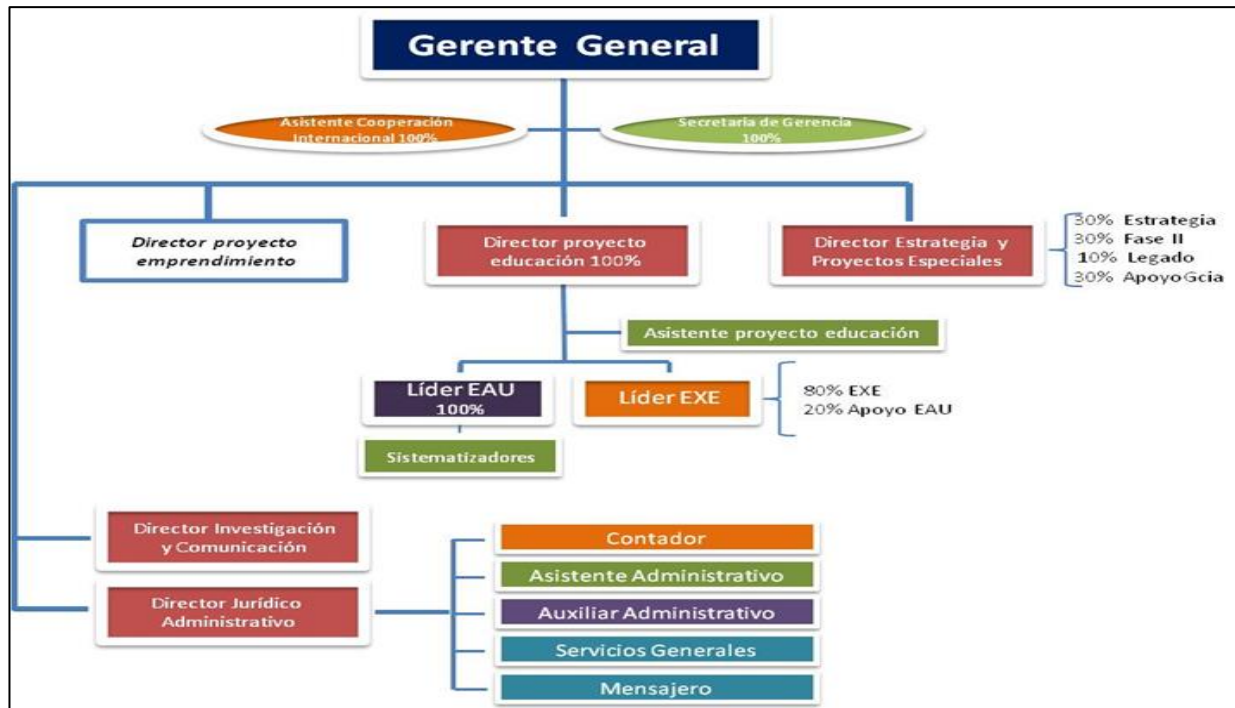 Gerente General
Asistente Cooperación
internacional 100%
Secretaria de Gerencia
100%
Director proyecto
emprendimiento
Director proyecto
educación 100%
Director Estrategia y
Proyectos Especiales
30% Estrategia
30% Fase II
10% Legado
30% ApoyoGcia
Asistente proyecto educación
Líder EAU
100%
Líder EXE
80% EXE
20% Apoyo EAU
Sistematizadores
Director Investigación
y Comunicación
Director Jurídico
Administrativo
Contador
Asistente Administrativo
Auxiliar Administrativo
Servicios Generales
Mensajero